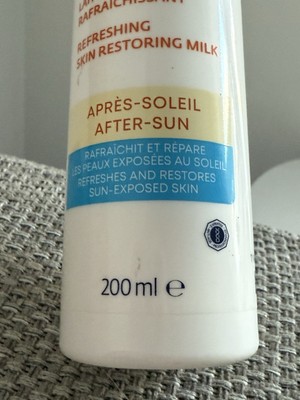 RAFRAÎCHISSANT
REFRESHING
SKIN RESTORING MILK
APRÈS-SOLEIL
AFTER-SUN
RAFRAÎCHIT ET RÉPARE
LES PEAUX EXPOSÉES AU SOLEIL
REFRESHES AND RESTORES
SUN-EXPOSED SKIN
200 ml e